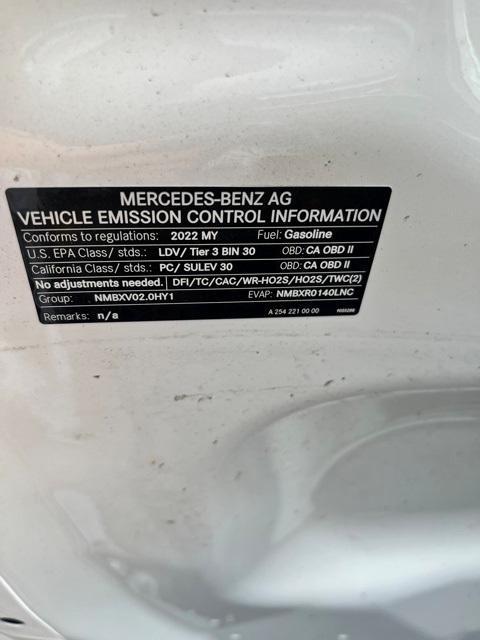 MERCEDES-BENZ AG
VEHICLE EMISSION CONTROL INFORMATION
Conforms to regulations: 2022 MY Fuel: Gasoline
U.S. EPA Class/ stds.: LDV/ Tier 3 BIN 30 OBD: CA OBD II
California Class/ stds.: PC/ SULEV 30 OBD: CA OBD II
No adjustments needed. DFI/TC/CAC/WR-HO2S/HO2S/TWC(2)
Group: NMBXV02.0HY1 EVAP: NMBXR0140LNC
Remarks: n/a A 254 221 00 00